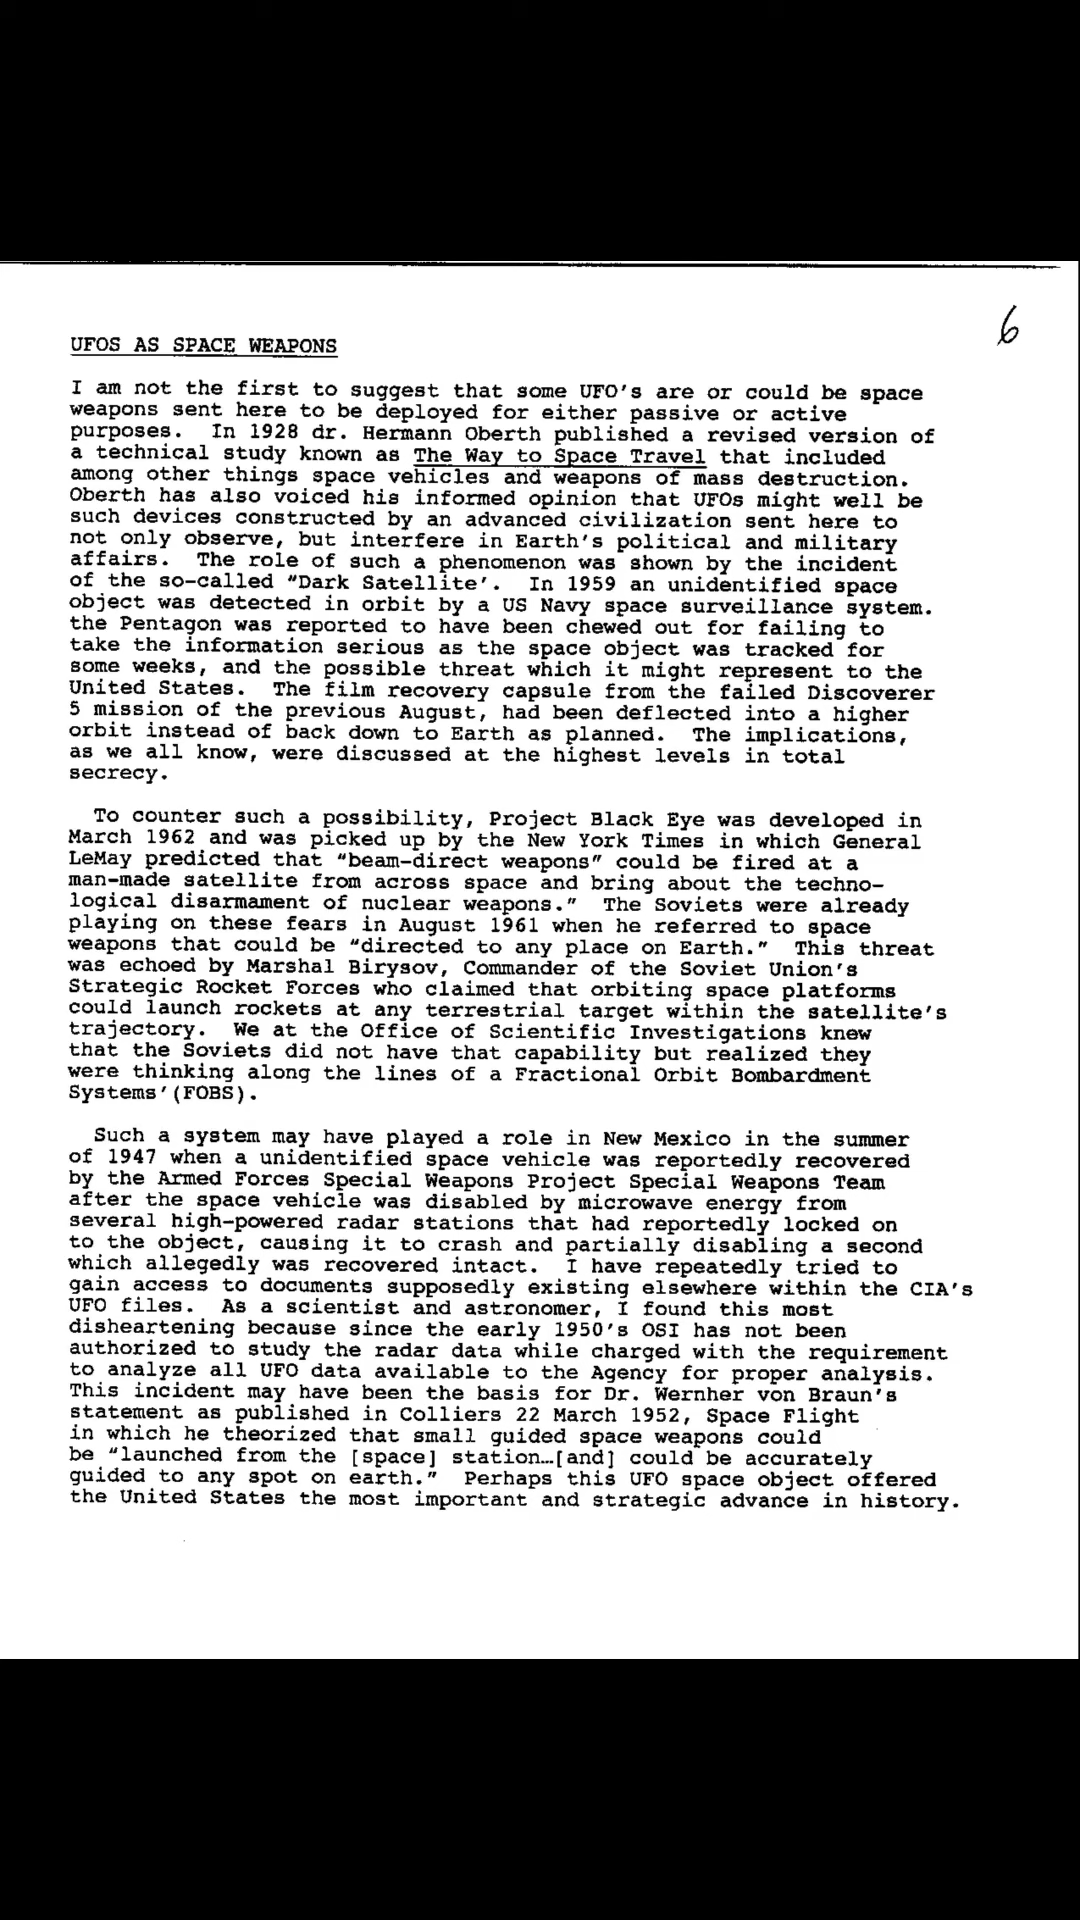 6
UFOS AS SPACE WEAPONS
I am not the first to suggest that some UFO's are or could be space
weapons sent here to be deployed for either passive or active
purposes. In 1928 dr. Hermann Oberth published a revised version of
a technical study known as The Way to Space Travel that included
among other things space vehicles and weapons of mass destruction.
Oberth has also voiced his informed opinion that UFOs might well be
such devices constructed by an advanced civilization sent here to
not only observe, but interfere in Earth's political and military
affairs. The role of such a phenomenon was shown by the incident
of the so-called "Dark Satellite'. In 1959 an unidentified space
object was detected in orbit by a US Navy space surveillance system.
the Pentagon was reported to have been chewed out for failing to
take the information serious as the space object was tracked for
some weeks, and the possible threat which it might represent to the
United States. The film recovery capsule from the failed Discoverer
5 mission of the previous August, had been deflected into a higher
orbit instead of back down to Earth as planned. The implications,
as we all know, were discussed at the highest levels in total
secrecy.
To counter such a possibility, Project Black Eye was developed in
March 1962 and was picked up by the New York Times in which General
LeMay predicted that "beam-direct weapons" could be fired at a
man-made satellite from across space and bring about the techno-
logical disarmament of nuclear weapons." The Soviets were already
playing on these fears in August 1961 when he referred to space
weapons that could be "directed to any place on Earth." This threat
was echoed by Marshal Birysov, Commander of the Soviet Union's
Strategic Rocket Forces who claimed that orbiting space platforms
could launch rockets at any terrestrial target within the satellite's
trajectory. We at the Office of Scientific Investigations knew
that the Soviets did not have that capability but realized they
were thinking along the lines of a Fractional Orbit Bombardment
Systems'(FOBS).
Such a system may have played a role in New Mexico in the summer
of 1947 when a unidentified space vehicle was reportedly recovered
by the Armed Forces Special Weapons Project Special Weapons Team
after the space vehicle was disabled by microwave energy from
several high-powered radar stations that had reportedly locked on
to the object, causing it to crash and partially disabling a second
which allegedly was recovered intact. I have repeatedly tried to
gain access to documents supposedly existing elsewhere within the CIA's
UFO files. As a scientist and astronomer, I found this most
disheartening because since the early 1950's OSI has not been
authorized to study the radar data while charged with the requirement
to analyze all UFO data available to the Agency for proper analysis.
This incident may have been the basis for Dr. Wernher von Braun's
statement as published in Colliers 22 March 1952, Space Flight
in which he theorized that small guided space weapons could
be "launched from the [space] station…[and] could be accurately
guided to any spot on earth." Perhaps this UFO space object offered
the United States the most important and strategic advance in history.